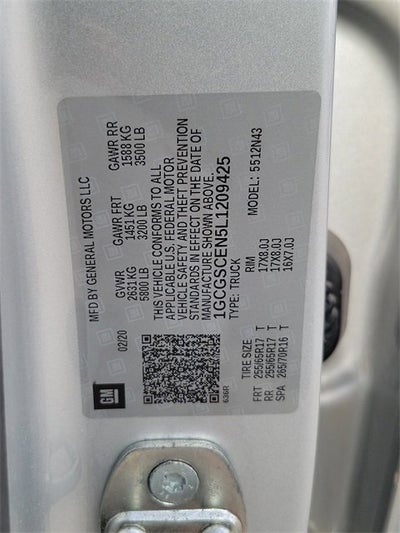 MFD BY GENERAL MOTORS LLC
02/20
GVWR GAWR FRT GAWR RR
2631 KG 1451 KG 1588 KG
5800 LB 3200 LB 3500 LB
THIS VEHICLE CONFORMS TO ALL
APPLICABLE U.S. FEDERAL MOTOR
VEHICLE SAFETY AND THEFT PREVENTION
STANDARDS IN EFFECT ON THE DATE OF
MANUFACTURE SHOWN ABOVE.
1GCGSCEN5L1209425
TYPE: TRUCK MODEL: 5512N43
TIRE SIZE RIM
FRT 255/65R17 T 17X8.0J
RR 255/65R17 T 17X8.0J
SPA 265/70R16 T 16X7.0J
GM
636R